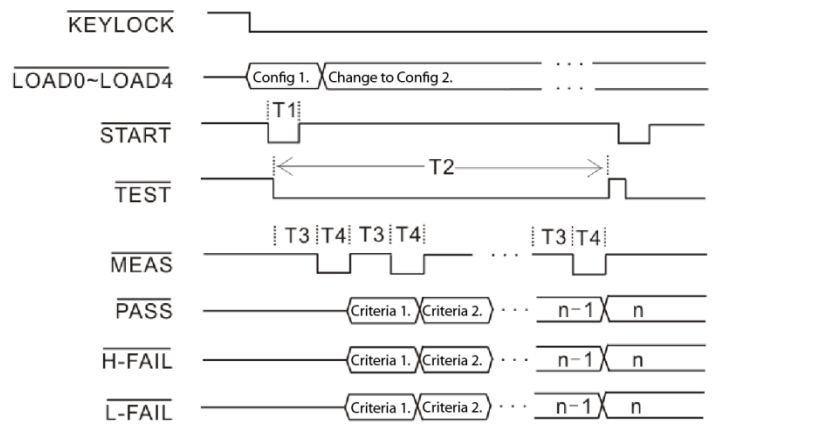 KEYLOCK
LOAD0~LOAD4 Config 1. Change to Config 2. · · ·
· · ·
T1
START
T2
TEST
T3 T4 T3 T4 T3 T4
MEAS · · ·
PASS Criteria 1. Criteria 2. · · · n-1 n
H-FAIL Criteria 1. Criteria 2. · · · n-1 n
L-FAIL Criteria 1. Criteria 2. · · · n-1 n